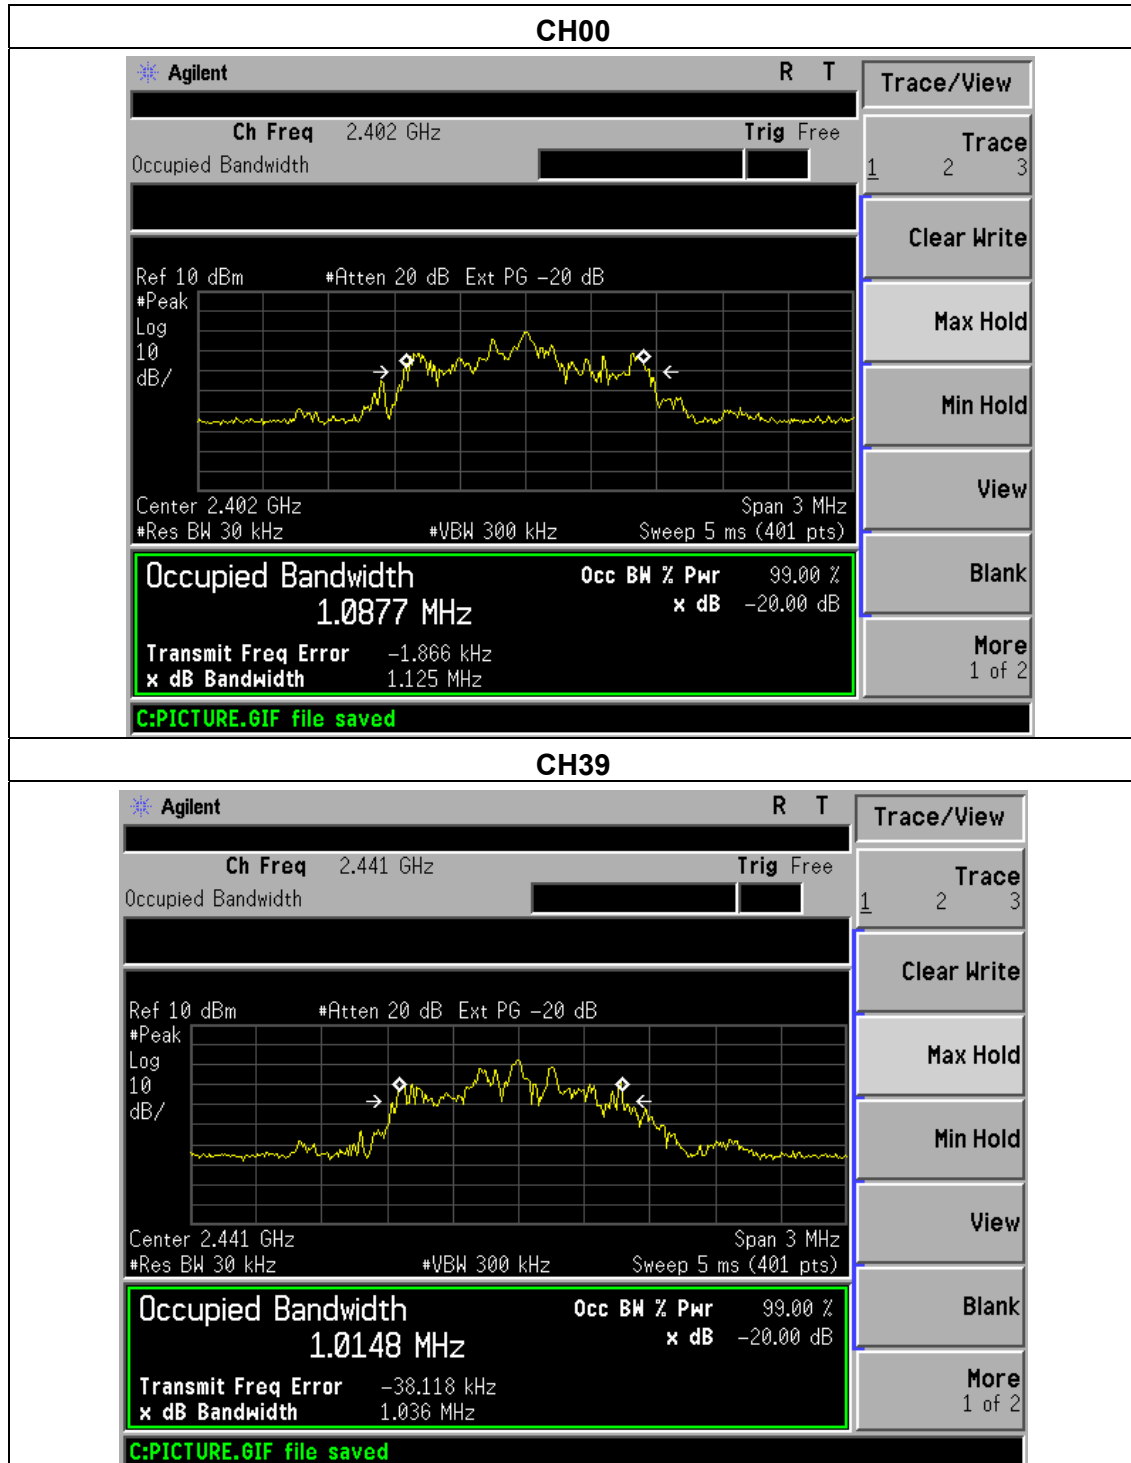 CH00
Agilent R T
Trace/View
Ch Freq 2.402 GHz Trig Free
Occupied Bandwidth
Trace
1 2 3
Clear Write
Ref 10 dBm #Atten 20 dB Ext PG -20 dB
#Peak
Log
10
dB/
Max Hold
Min Hold
View
Center 2.402 GHz Span 3 MHz
#Res BW 30 kHz #VBW 300 kHz Sweep 5 ms (401 pts)
Occupied Bandwidth Occ BW % Pwr 99.00 %
1.0877 MHz x dB -20.00 dB
Blank
Transmit Freq Error -1.866 kHz
x dB Bandwidth 1.125 MHz
More
1 of 2
C:PICTURE.GIF file saved
CH39
Agilent R T
Trace/View
Ch Freq 2.441 GHz Trig Free
Occupied Bandwidth
Trace
1 2 3
Clear Write
Ref 10 dBm #Atten 20 dB Ext PG -20 dB
#Peak
Log
10
dB/
Max Hold
Min Hold
View
Center 2.441 GHz Span 3 MHz
#Res BW 30 kHz #VBW 300 kHz Sweep 5 ms (401 pts)
Occupied Bandwidth Occ BW % Pwr 99.00 %
1.0148 MHz x dB -20.00 dB
Blank
Transmit Freq Error -38.118 kHz
x dB Bandwidth 1.036 MHz
More
1 of 2
C:PICTURE.GIF file saved